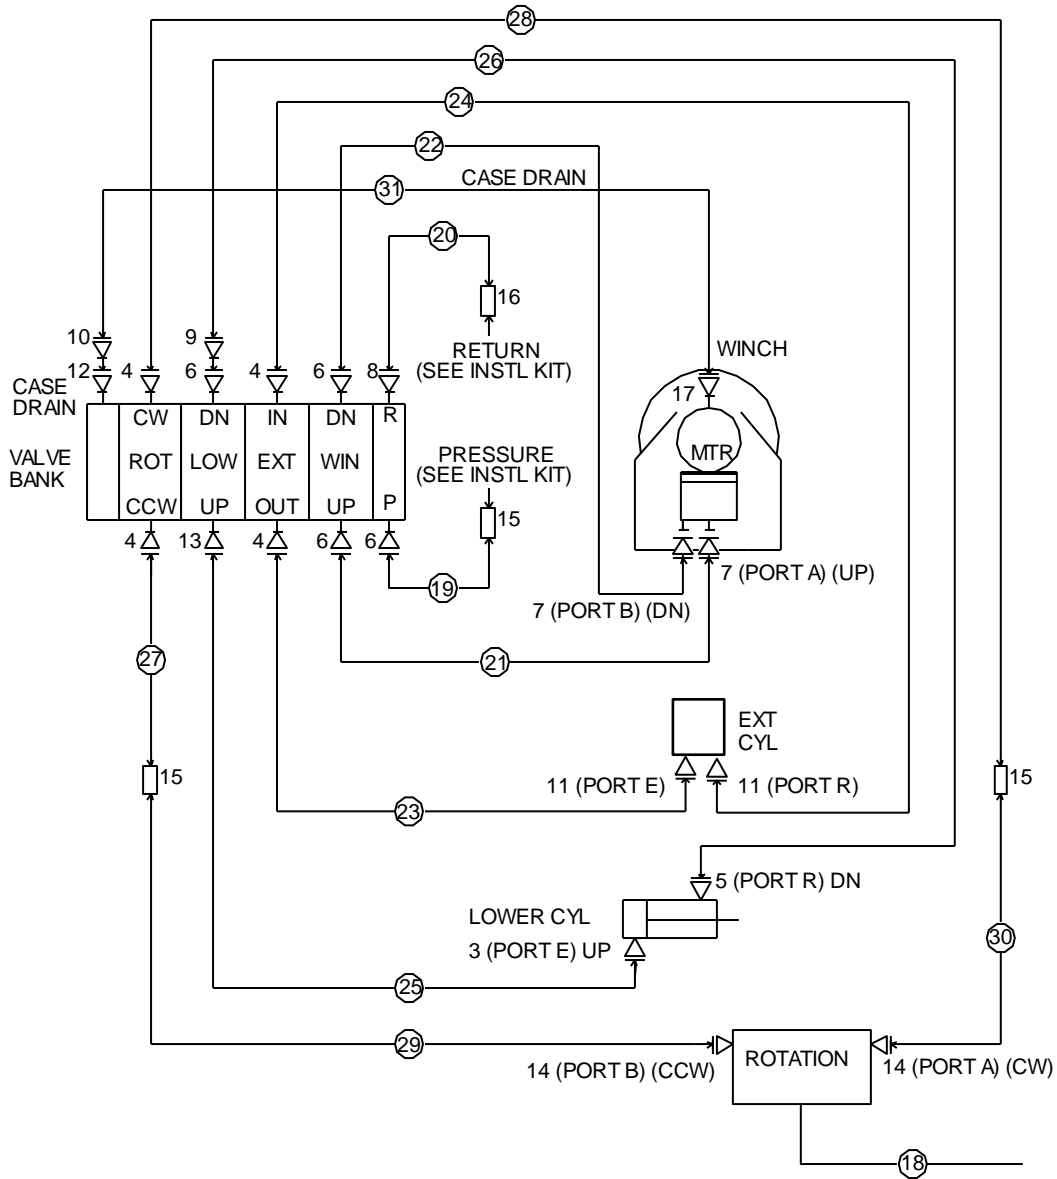 28
26
24
22
31
CASE DRAIN
20
16
10
9
RETURN
(SEE INSTL KIT)
WINCH
12
4
6
4
6
8
17
CASE
DRAIN
CW
DN
IN
DN
R
MTR
VALVE
BANK
ROT
LOW
EXT
WIN
PRESSURE
(SEE INSTL KIT)
CCW
UP
OUT
UP
P
15
4
13
4
6
6
7 (PORT A) (UP)
19
7 (PORT B) (DN)
27
21
EXT
CYL
15
15
11 (PORT E)
11 (PORT R)
23
5 (PORT R) DN
LOWER CYL
3 (PORT E) UP
30
25
29
ROTATION
14 (PORT B) (CCW)
14 (PORT A) (CW)
18